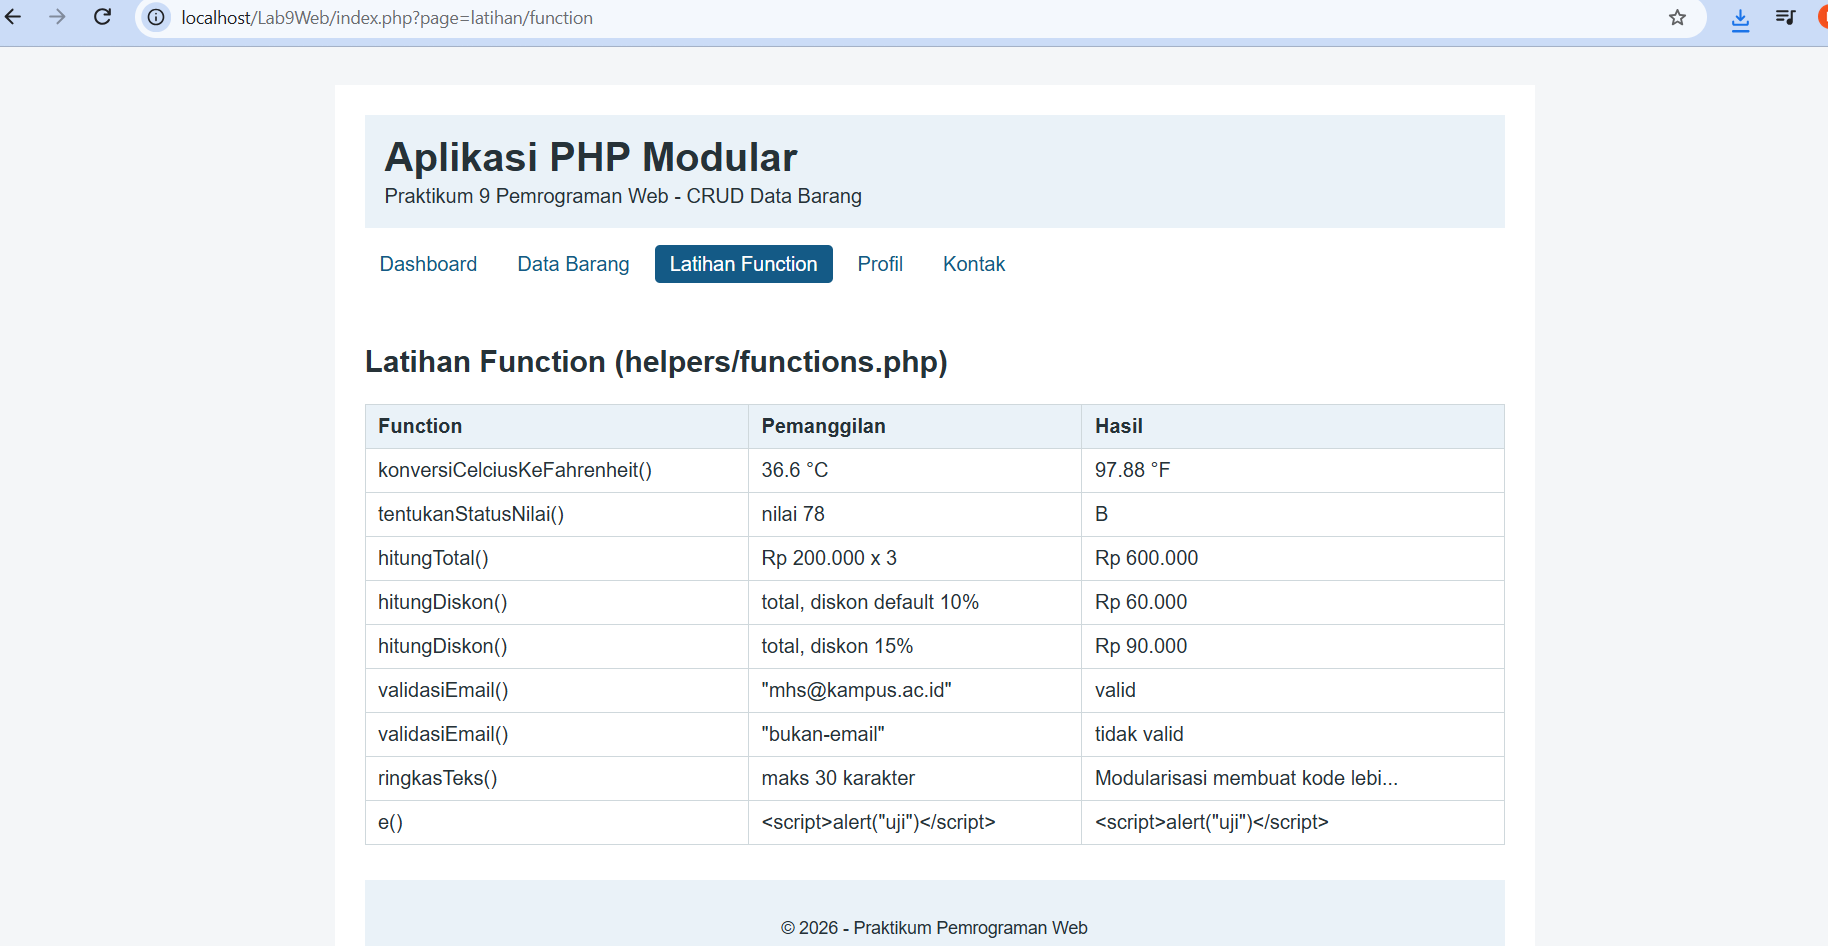 localhost/Lab9Web/index.php?page=latihan/function
Aplikasi PHP Modular
Praktikum 9 Pemrograman Web - CRUD Data Barang
Dashboard Data Barang Latihan Function Profil Kontak
Latihan Function (helpers/functions.php)
Function Pemanggilan Hasil
konversiCelciusKeFahrenheit() 36.6 °C 97.88 °F
tentukanStatusNilai() nilai 78 B
hitungTotal() Rp 200.000 x 3 Rp 600.000
hitungDiskon() total, diskon default 10% Rp 60.000
hitungDiskon() total, diskon 15% Rp 90.000
validasiEmail() "mhs@kampus.ac.id" valid
validasiEmail() "bukan-email" tidak valid
ringkasTeks() maks 30 karakter Modularisasi membuat kode lebi...
e() <script>alert("uji")</script> <script>alert("uji")</script>
© 2026 - Praktikum Pemrograman Web